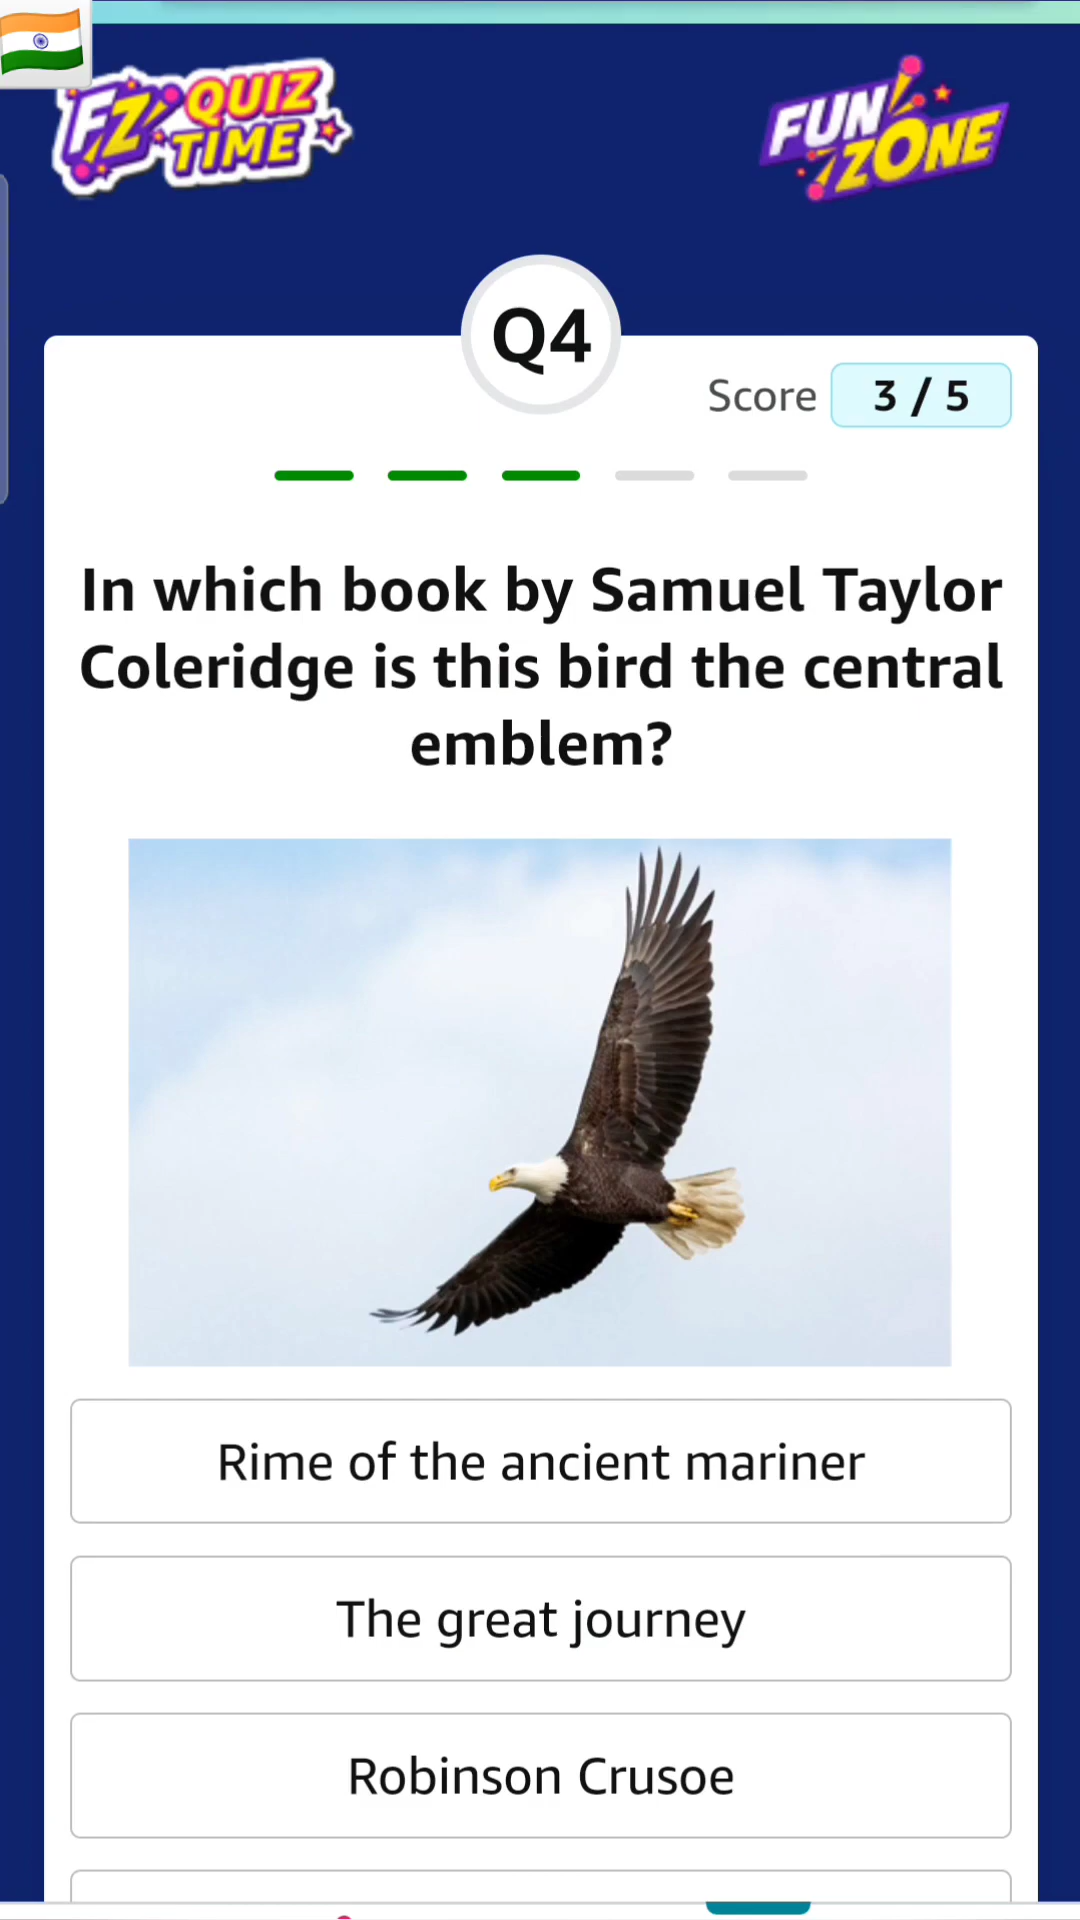 FZ QUIZ TIME
FUN ZONE
Q4
Score 3 / 5
In which book by Samuel Taylor
Coleridge is this bird the central
emblem?
Rime of the ancient mariner
The great journey
Robinson Crusoe